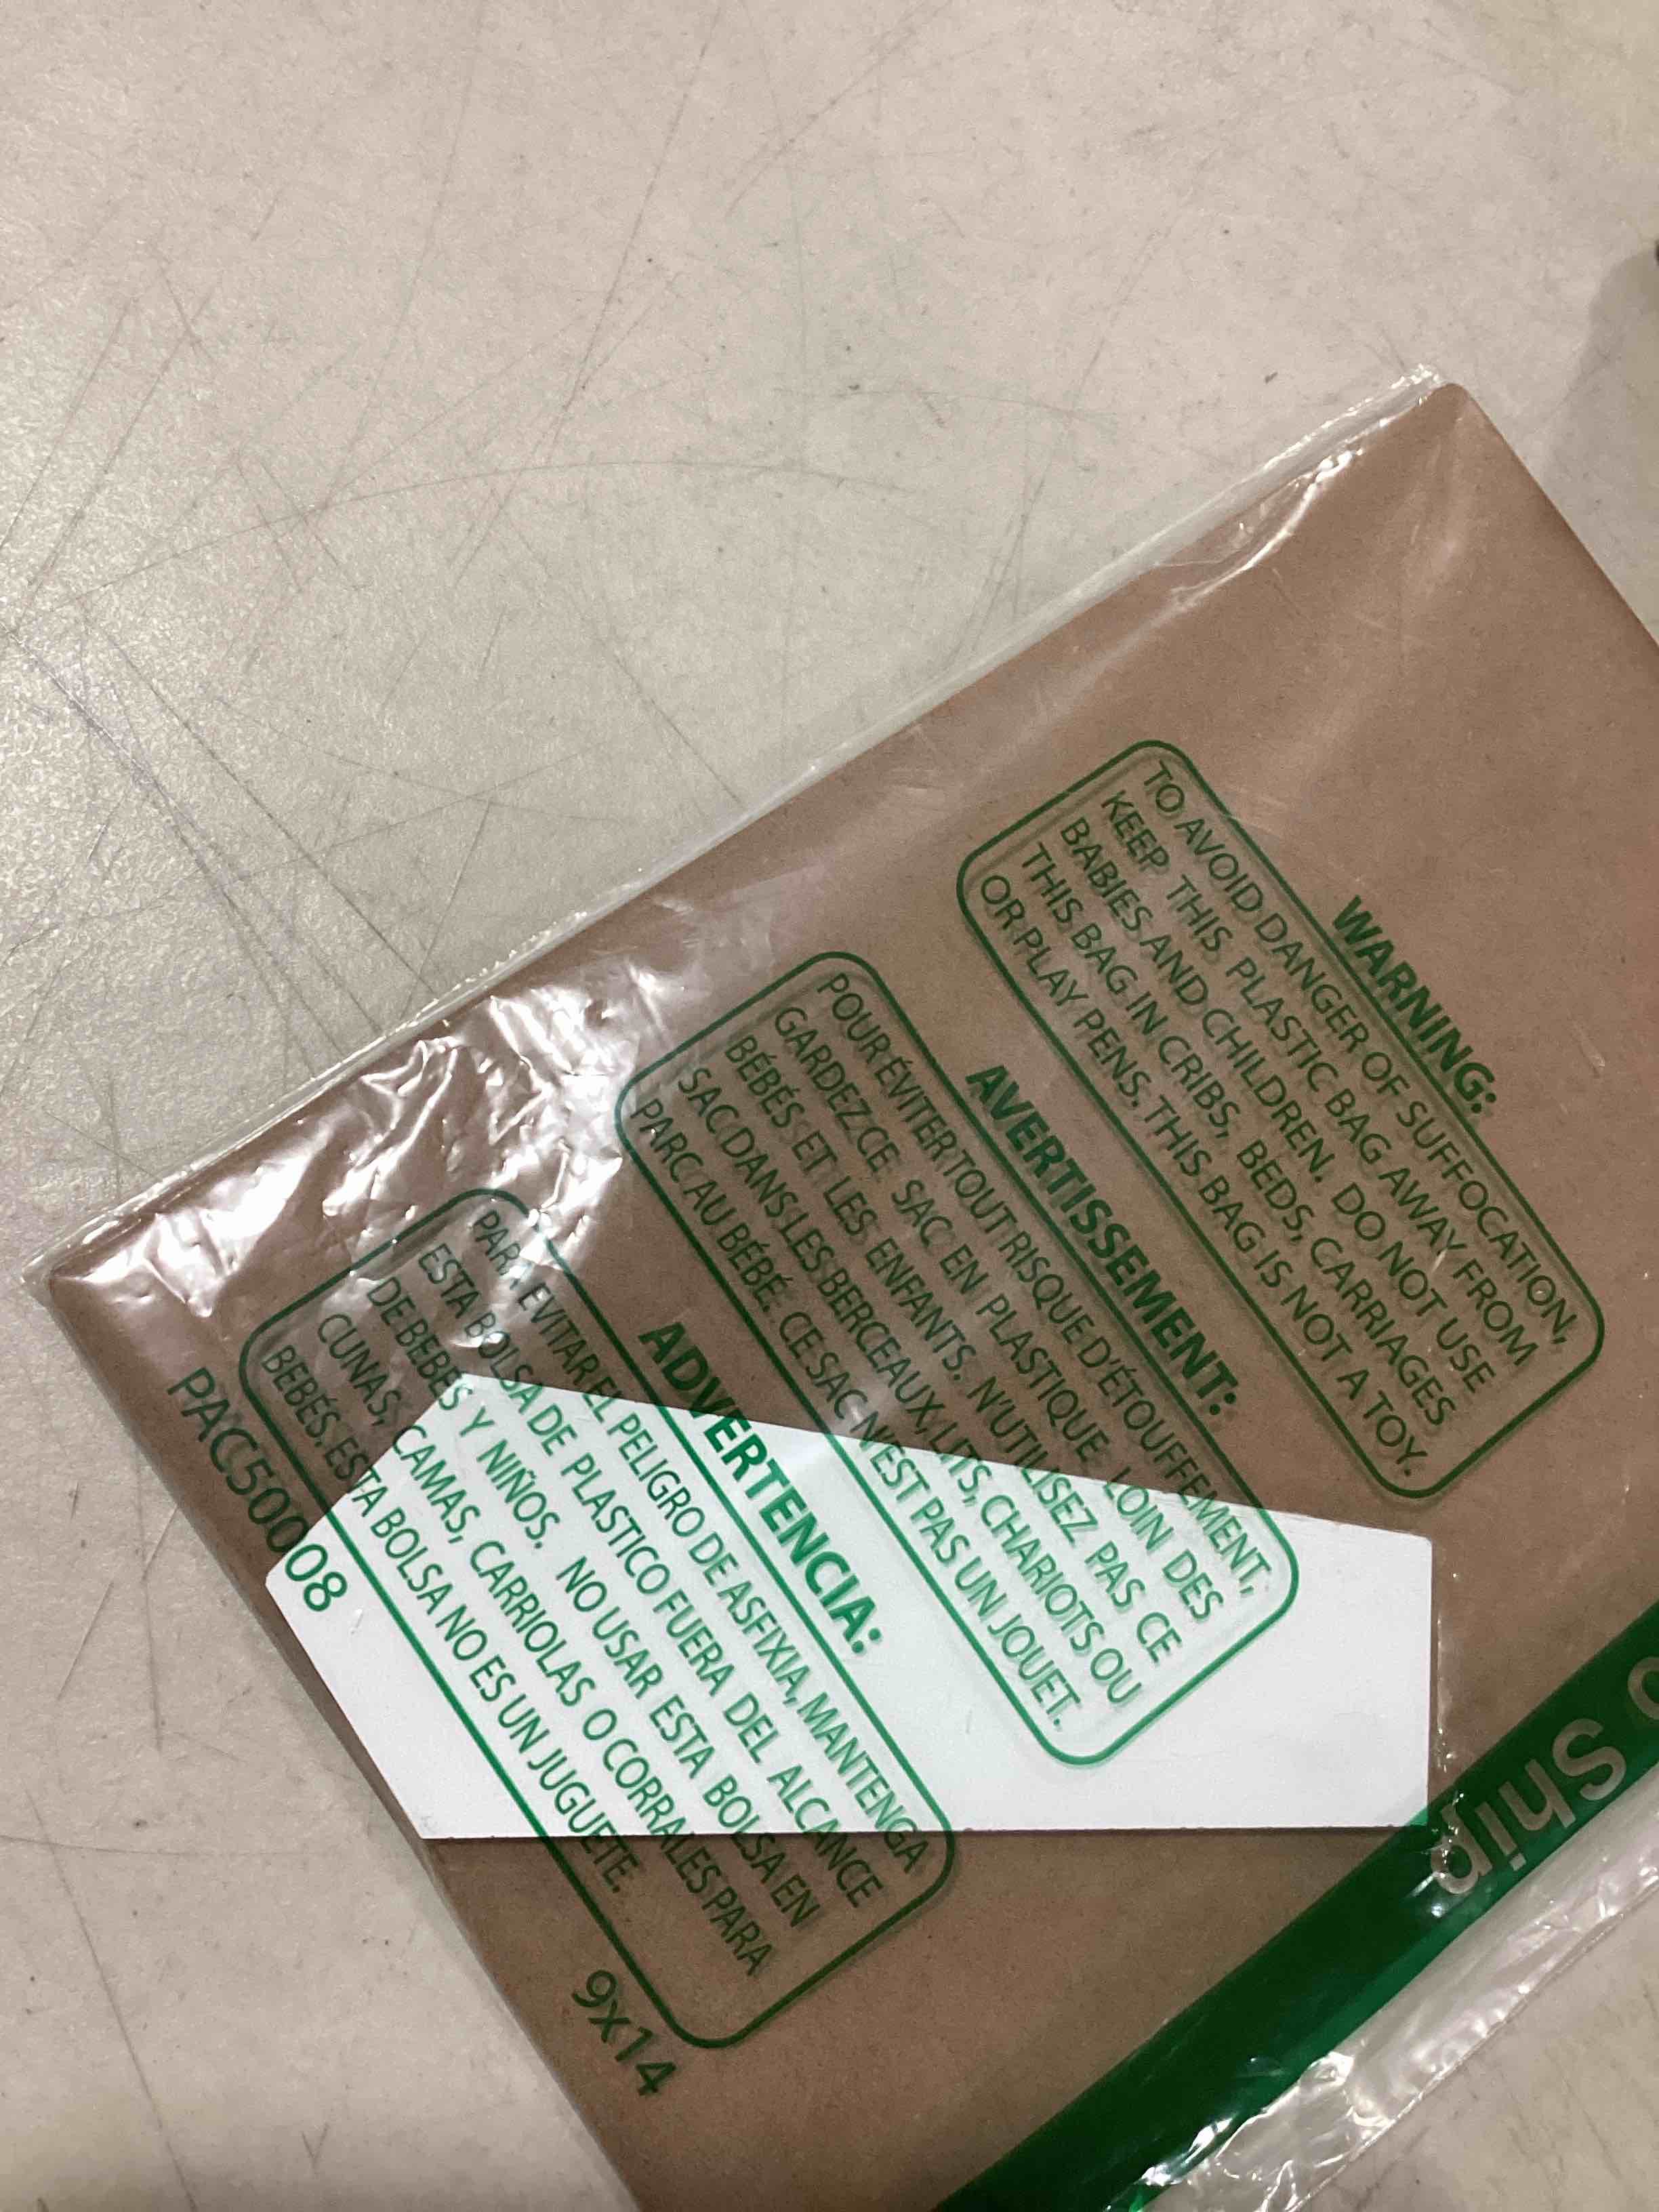 WARNING:
TO AVOID DANGER OF SUFFOCATION,
KEEP THIS PLASTIC BAG AWAY FROM
BABIES AND CHILDREN. DO NOT USE
THIS BAG IN CRIBS, BEDS, CARRIAGES
OR PLAY PENS. THIS BAG IS NOT A TOY.
AVERTISSEMENT:
POUR ÉVITER TOUT RISQUE D'ÉTOUFFEMENT,
GARDEZ CE SAC EN PLASTIQUE LOIN DES
BÉBÉS ET LES ENFANTS. N'UTILISEZ PAS CE
SAC DANS LES BERCEAUX, LITS, CHARIOTS OU
PARC AU BÉBÉ. CE SAC N'EST PAS UN JOUET.
ADVERTENCIA:
PARA EVITAR EL PELIGRO DE ASFIXIA, MANTENGA
ESTA BOLSA DE PLASTICO FUERA DEL ALCANCE
DE BEBÉS Y NIÑOS. NO USAR ESTA BOLSA EN
CUNAS, CAMAS, CARRIOLAS O CORRALES PARA
BEBÉS. ESTA BOLSA NO ES UN JUGUETE.
PAC50008
9x14
Ship